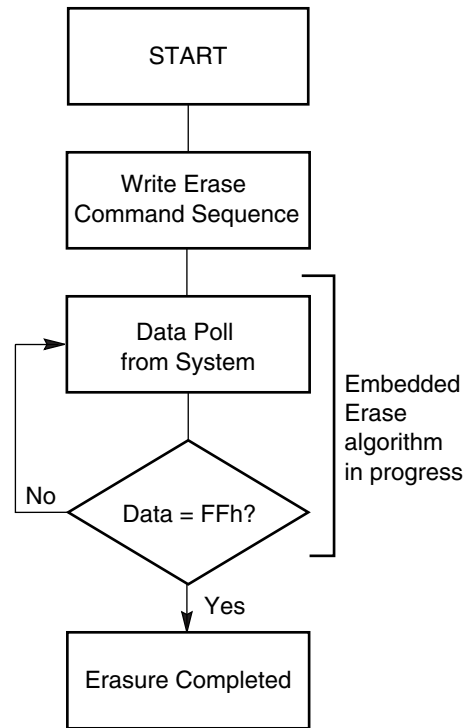 START
Write Erase
Command Sequence
Data Poll
from System
Embedded
Erase
algorithm
in progress
No
Data = FFh?
Yes
Erasure Completed